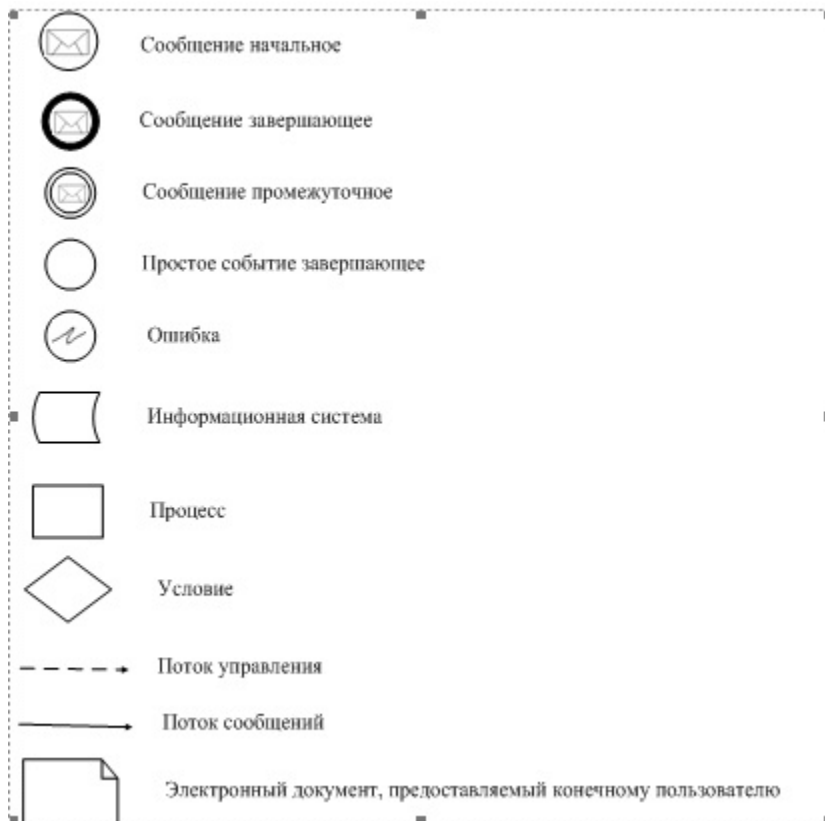 Сообщение начальное
Сообщение завершающее
Сообщение промежуточное
Простое событие завершающее
Ошибка
Информационная система
Процесс
Условие
Поток управления
Поток сообщений
Электронный документ, предоставляемый конечному пользователю